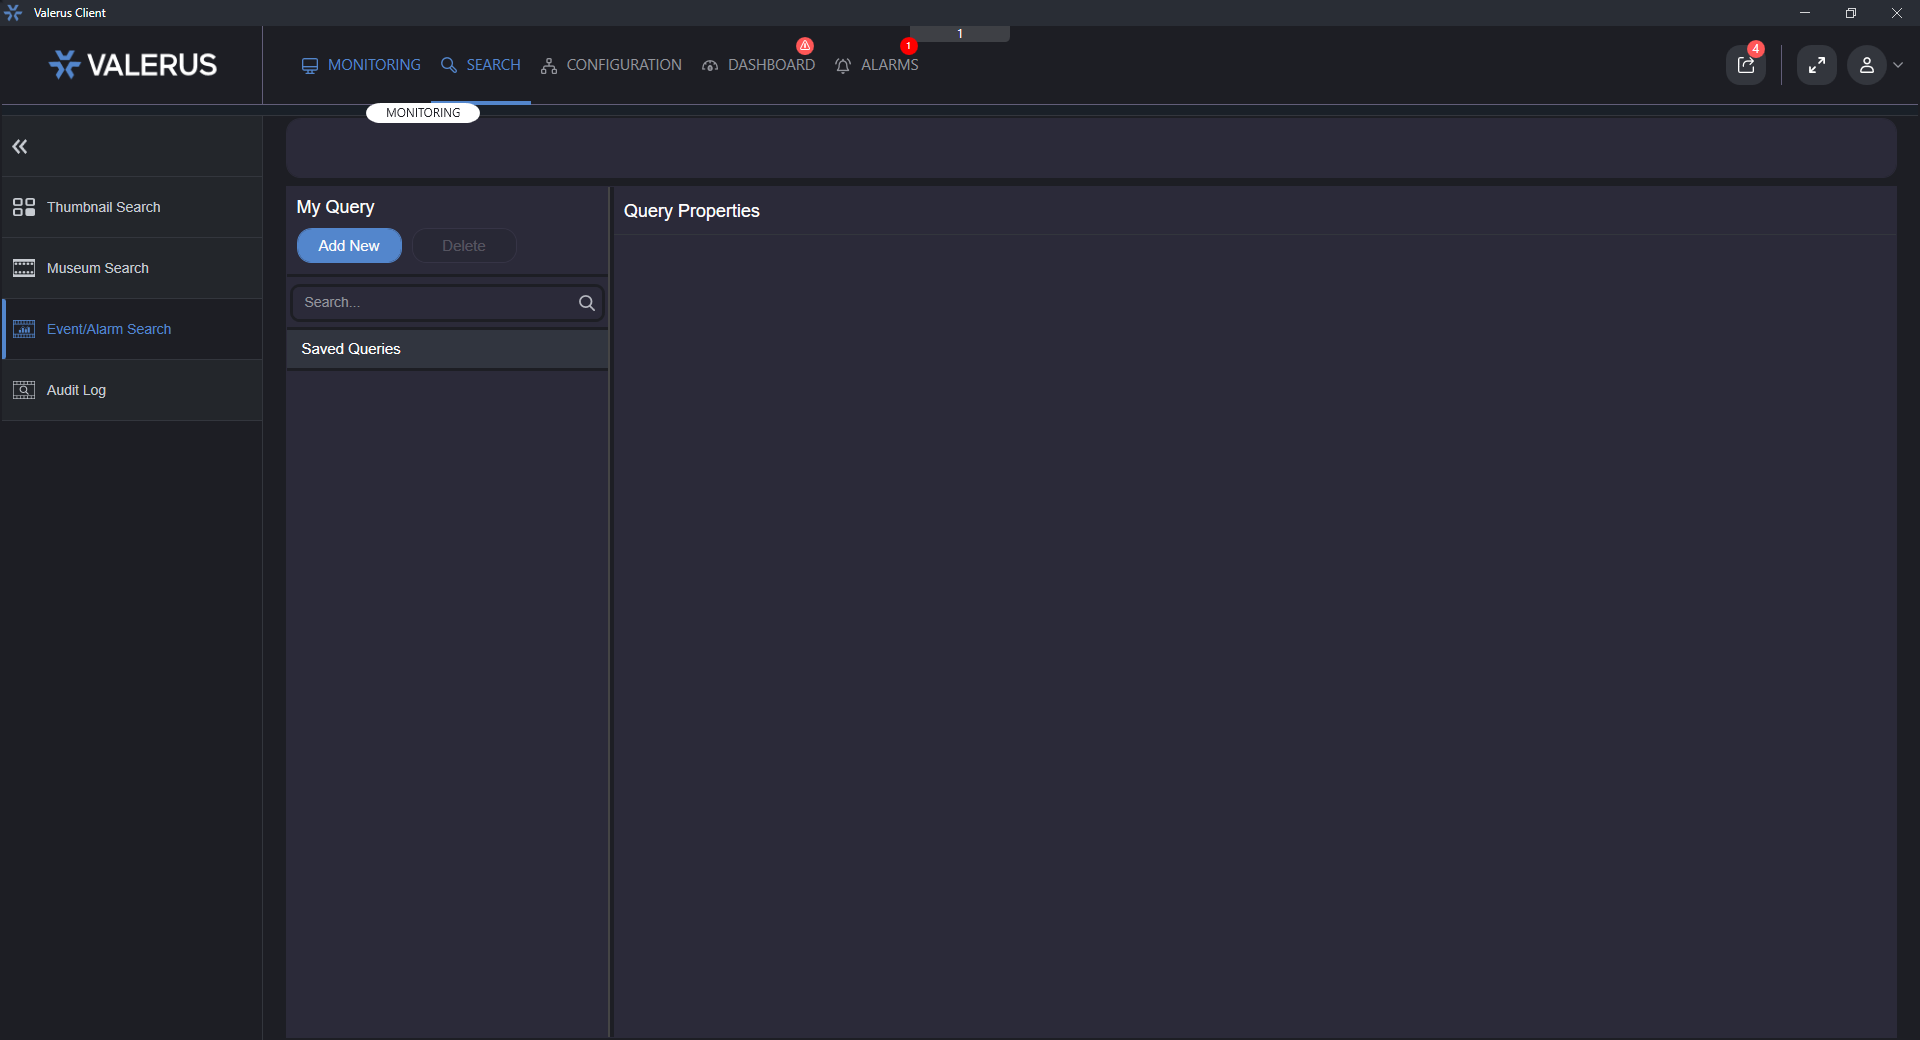 Valerus Client
1
VALERUS
MONITORING
SEARCH
CONFIGURATION
DASHBOARD
ALARMS
1
4
MONITORING
Thumbnail Search
Museum Search
Event/Alarm Search
Audit Log
My Query
Add New
Delete
Search...
Saved Queries
Query Properties